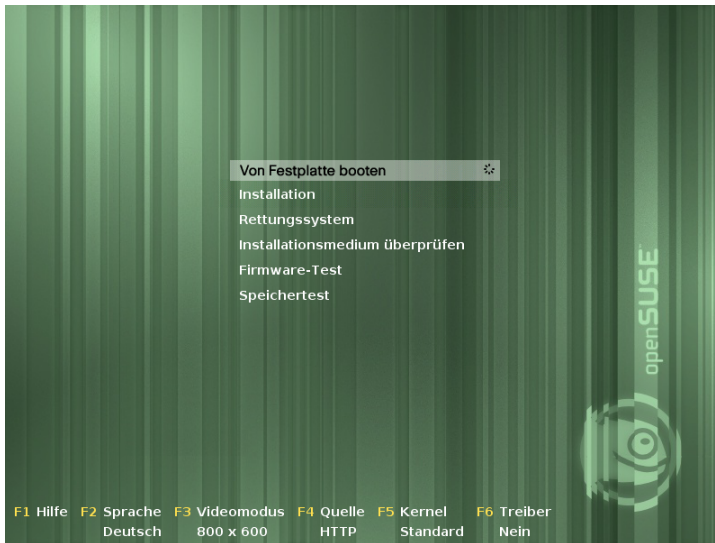 Von Festplatte booten
Installation
Rettungssystem
Installationsmedium überprüfen
Firmware-Test
Speichertest
openSUSE
F1 Hilfe F2 Sprache F3 Videomodus F4 Quelle F5 Kernel F6 Treiber
Deutsch 800 x 600 HTTP Standard Nein